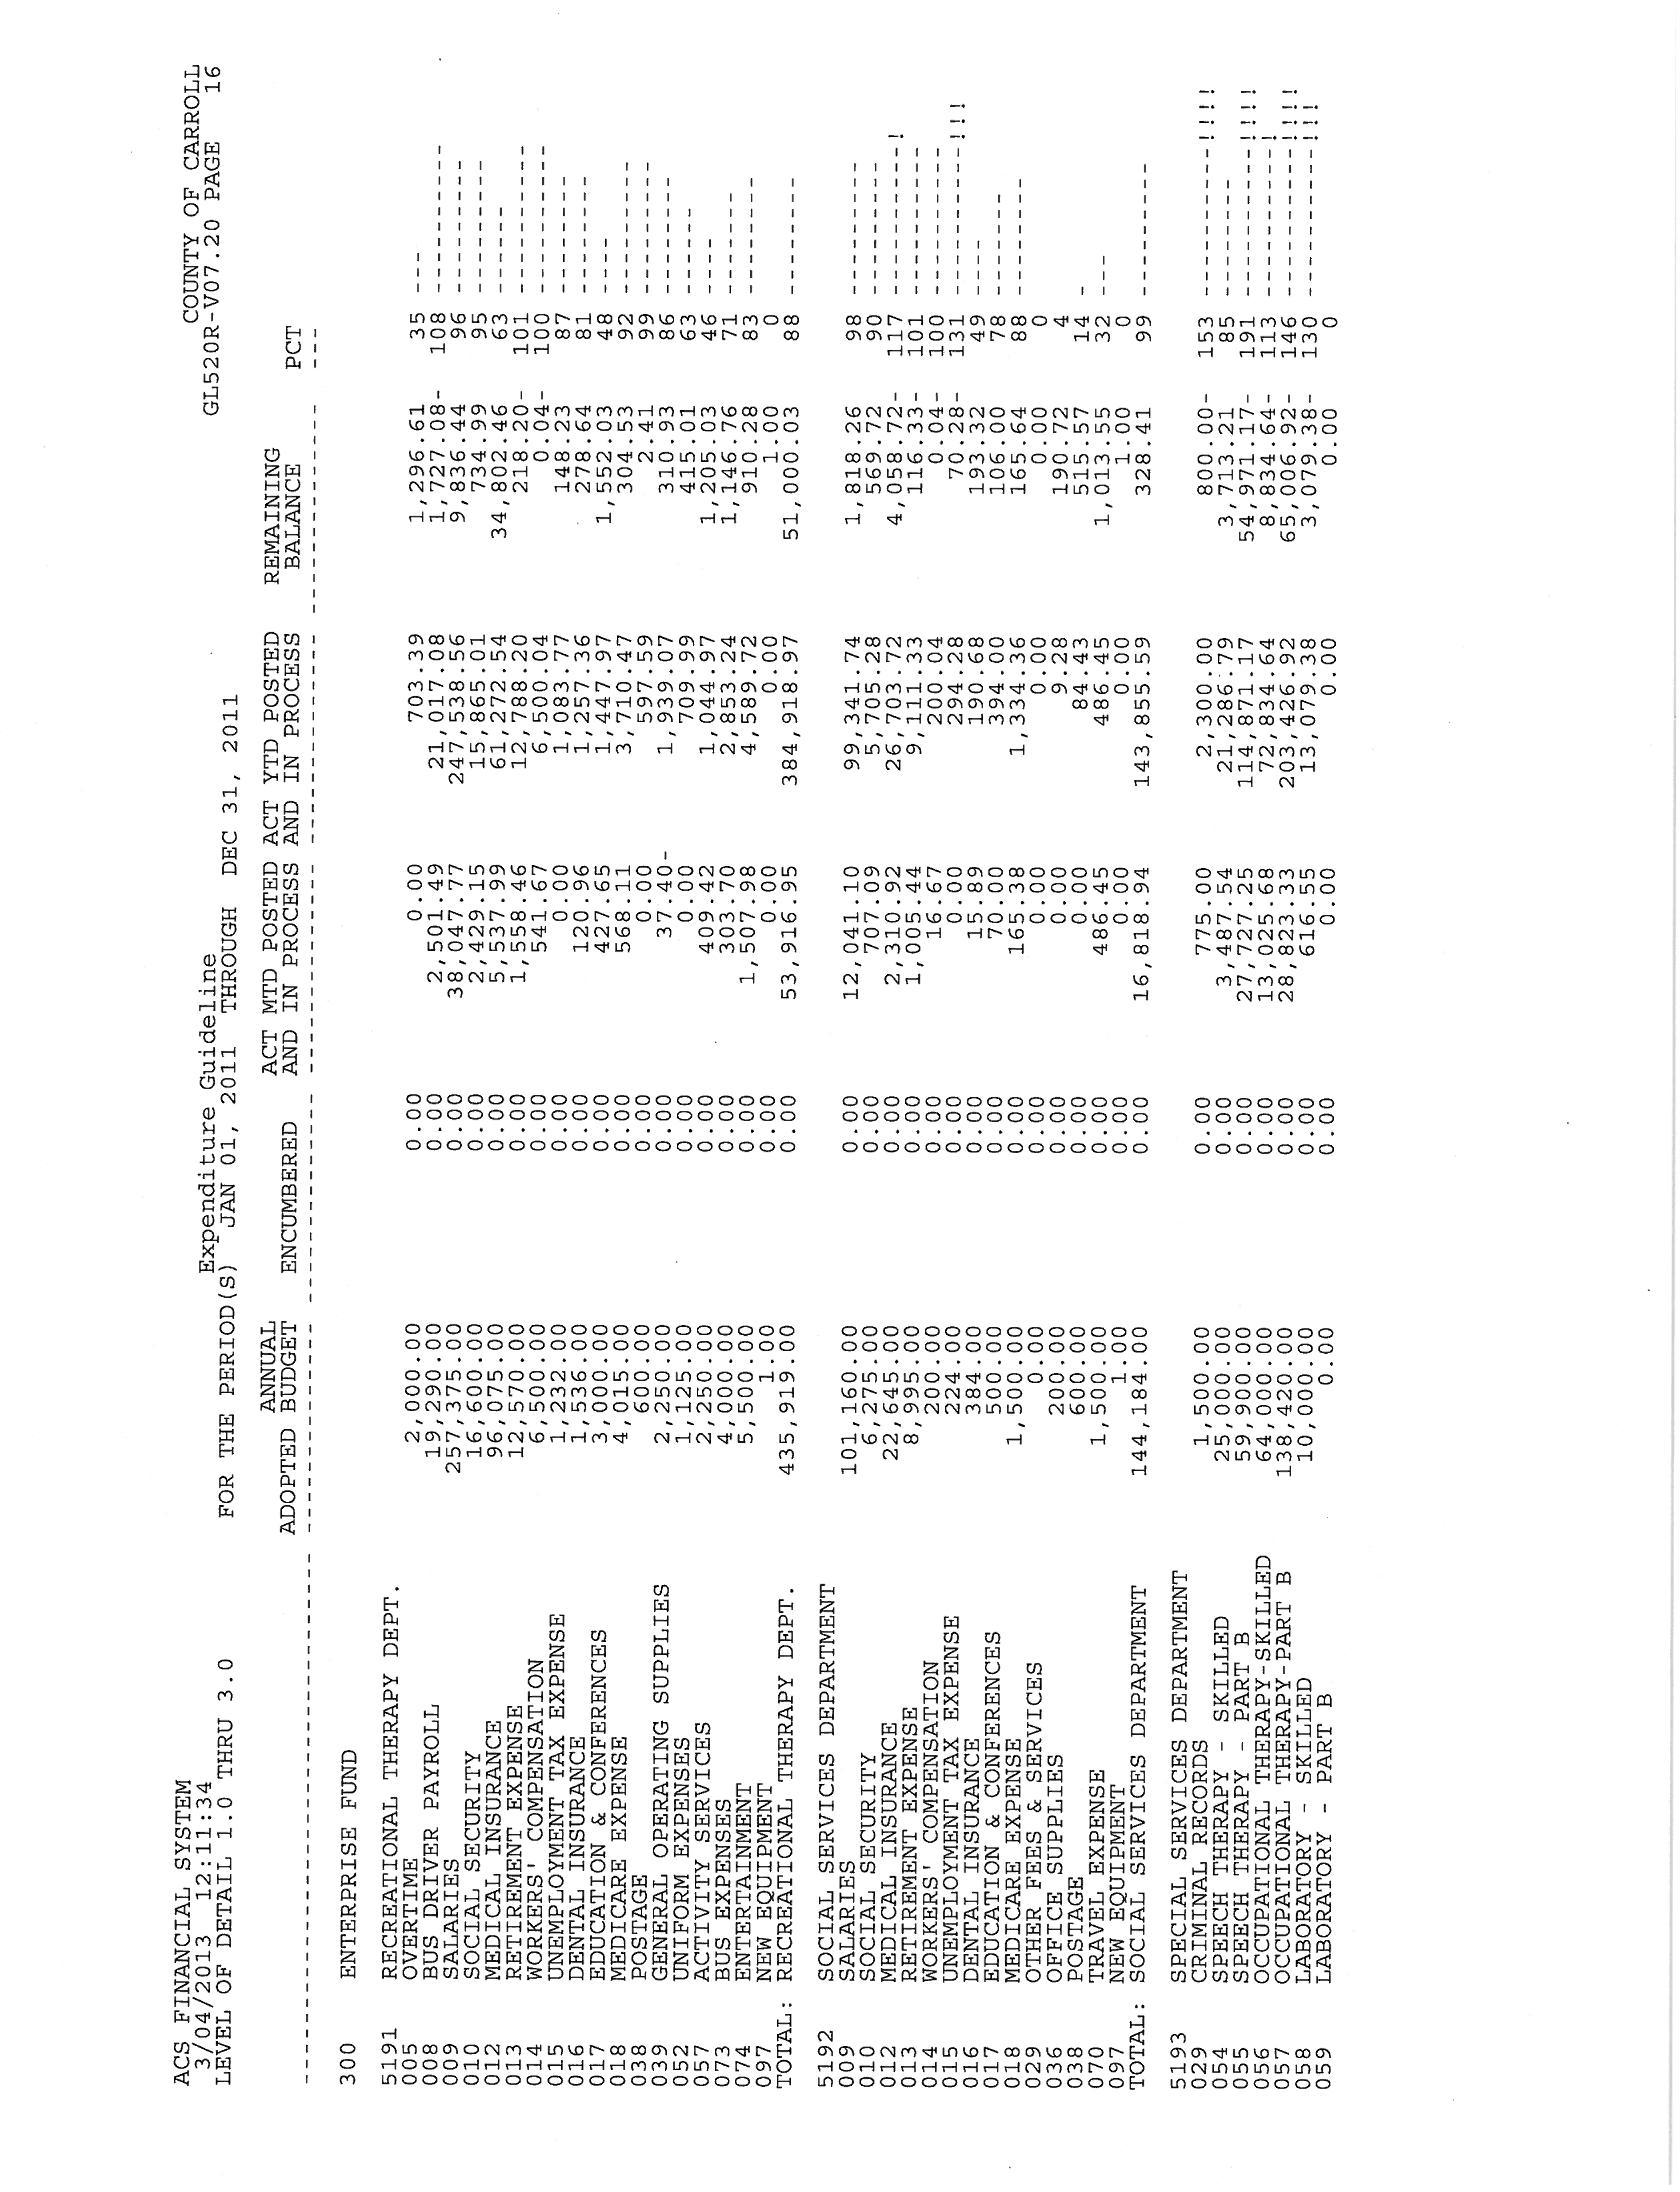 ACS FINANCIAL SYSTEM Expenditure Guideline COUNTY OF CARROLL
3/04/2013 12:11:34 FOR THE PERIOD(S) JAN 01, 2011 THROUGH DEC 31, 2011 GL520R-V07.20 PAGE 16
LEVEL OF DETAIL 1.0 THRU 3.0
ANNUAL ACT MTD POSTED ACT YTD POSTED REMAINING
ADOPTED BUDGET ENCUMBERED AND IN PROCESS AND IN PROCESS BALANCE PCT
300 ENTERPRISE FUND
5191 RECREATIONAL THERAPY DEPT.
005 OVERTIME 2,000.00 0.00 0.00 703.39 1,296.61 35 ---
008 BUS DRIVER PAYROLL 19,290.00 0.00 2,501.49 21,017.08 1,727.08- 108 ----------
009 SALARIES 257,375.00 0.00 38,047.77 247,538.56 9,836.44 96 ---------
010 SOCIAL SECURITY 16,600.00 0.00 2,429.15 15,865.01 734.99 95 ---------
012 MEDICAL INSURANCE 96,075.00 0.00 5,537.99 61,272.54 34,802.46 63 ------
013 RETIREMENT EXPENSE 12,570.00 0.00 1,558.46 12,788.20 218.20- 101 ----------
014 WORKERS' COMPENSATION 6,500.00 0.00 541.67 6,500.04 0.04- 100 ----------
015 UNEMPLOYMENT TAX EXPENSE 1,232.00 0.00 0.00 1,083.77 148.23 87 --------
016 DENTAL INSURANCE 1,536.00 0.00 120.96 1,257.36 278.64 81 --------
017 EDUCATION & CONFERENCES 3,000.00 0.00 427.65 1,447.97 1,552.03 48 ----
018 MEDICARE EXPENSE 4,015.00 0.00 568.11 3,710.47 304.53 92 ---------
038 POSTAGE 600.00 0.00 0.00 597.59 2.41 99 ---------
039 GENERAL OPERATING SUPPLIES 2,250.00 0.00 37.40- 1,939.07 310.93 86 --------
052 UNIFORM EXPENSES 1,125.00 0.00 0.00 709.99 415.01 63 ------
057 ACTIVITY SERVICES 2,250.00 0.00 409.42 1,044.97 1,205.03 46 ----
073 BUS EXPENSES 4,000.00 0.00 303.70 2,853.24 1,146.76 71 -------
074 ENTERTAINMENT 5,500.00 0.00 1,507.98 4,589.72 910.28 83 --------
097 NEW EQUIPMENT 1.00 0.00 0.00 0.00 1.00 0
TOTAL: RECREATIONAL THERAPY DEPT. 435,919.00 0.00 53,916.95 384,918.97 51,000.03 88 --------
5192 SOCIAL SERVICES DEPARTMENT
009 SALARIES 101,160.00 0.00 12,041.10 99,341.74 1,818.26 98 ---------
010 SOCIAL SECURITY 6,275.00 0.00 707.09 5,705.28 569.72 90 ---------
012 MEDICAL INSURANCE 22,645.00 0.00 2,310.92 26,703.72 4,058.72- 117 ----------!
013 RETIREMENT EXPENSE 8,995.00 0.00 1,005.44 9,111.33 116.33- 101 ----------
014 WORKERS' COMPENSATION 200.00 0.00 16.67 200.04 0.04- 100 ----------
015 UNEMPLOYMENT TAX EXPENSE 224.00 0.00 0.00 294.28 70.28- 131 ----------!!!
016 DENTAL INSURANCE 384.00 0.00 15.89 190.68 193.32 49 ----
017 EDUCATION & CONFERENCES 500.00 0.00 70.00 394.00 106.00 78 -------
018 MEDICARE EXPENSE 1,500.00 0.00 165.38 1,334.36 165.64 88 --------
029 OTHER FEES & SERVICES 0.00 0.00 0.00 0.00 0.00 0
036 OFFICE SUPPLIES 200.00 0.00 0.00 9.28 190.72 4
038 POSTAGE 600.00 0.00 0.00 84.43 515.57 14 -
070 TRAVEL EXPENSE 1,500.00 0.00 486.45 486.45 1,013.55 32 ---
097 NEW EQUIPMENT 1.00 0.00 0.00 0.00 1.00 0
TOTAL: SOCIAL SERVICES DEPARTMENT 144,184.00 0.00 16,818.94 143,855.59 328.41 99 ---------
5193 SPECIAL SERVICES DEPARTMENT
029 CRIMINAL RECORDS 1,500.00 0.00 775.00 2,300.00 800.00- 153 ----------!!!!
054 SPEECH THERAPY - SKILLED 25,000.00 0.00 3,487.54 21,286.79 3,713.21 85 --------
055 SPEECH THERAPY - PART B 59,900.00 0.00 27,727.25 114,871.17 54,971.17- 191 ----------!!!!
056 OCCUPATIONAL THERAPY-SKILLED 64,000.00 0.00 13,025.68 72,834.64 8,834.64- 113 ----------!
057 OCCUPATIONAL THERAPY-PART B 138,420.00 0.00 28,823.33 203,426.92 65,006.92- 146 ----------!!!!
058 LABORATORY - SKILLED 10,000.00 0.00 616.55 13,079.38 3,079.38- 130 ----------!!!
059 LABORATORY - PART B 0.00 0.00 0.00 0.00 0.00 0